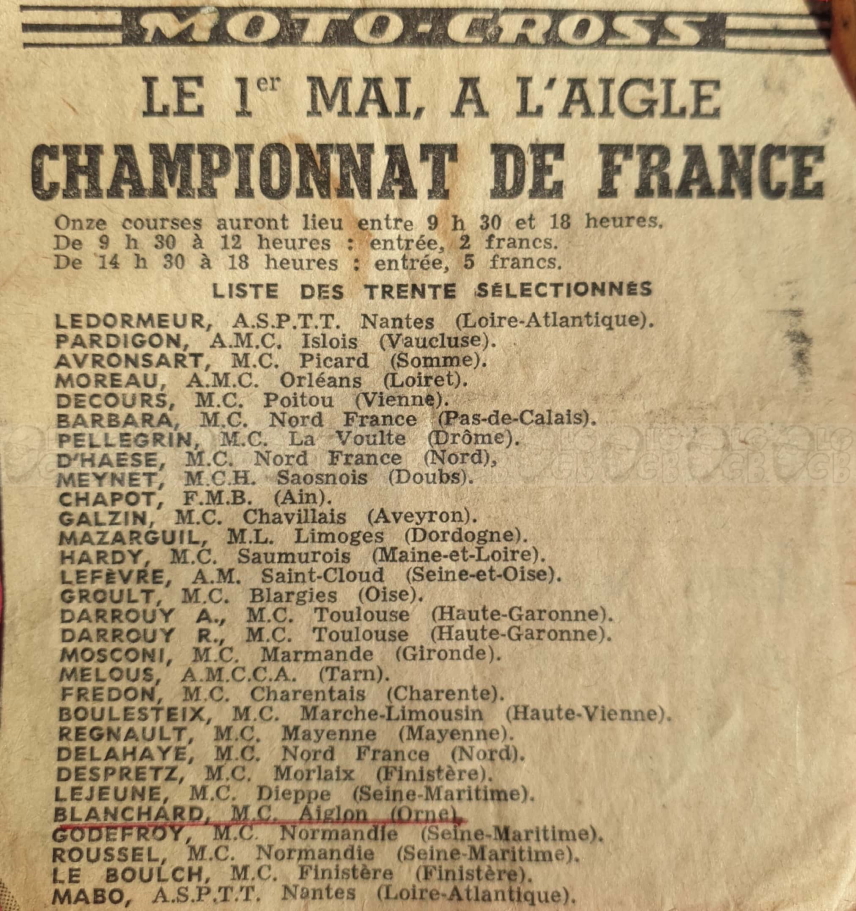 MOTO-CROSS
LE 1er MAI, A L'AIGLE
CHAMPIONNAT DE FRANCE
Onze courses auront lieu entre 9 h 30 et 18 heures.
De 9 h 30 à 12 heures : entrée, 2 francs.
De 14 h 30 à 18 heures : entrée, 5 francs.
LISTE DES TRENTE SÉLECTIONNÉS
LEDORMEUR, A.S.P.T.T. Nantes (Loire-Atlantique).
PARDIGON, A.M.C. Islois (Vaucluse).
AVRONSART, M.C. Picard (Somme).
MOREAU, A.M.C. Orléans (Loiret).
DECOURS, M.C. Poitou (Vienne).
BARBARA, M.C. Nord France (Pas-de-Calais).
PELLEGRIN, M.C. La Voulte (Drôme).
D'HAESE, M.C. Nord France (Nord),
MEYNET, M.C.H. Saosnois (Doubs).
CHAPOT, F.M.B. (Ain).
GALZIN, M.C. Chavillais (Aveyron).
MAZARGUIL, M.L. Limoges (Dordogne).
HARDY, M.C. Saumurois (Maine-et-Loire).
LEFÈVRE, A.M. Saint-Cloud (Seine-et-Oise).
GROULT, M.C. Blargies (Oise).
DARROUY A., M.C. Toulouse (Haute-Garonne).
DARROUY R., M.C. Toulouse (Haute-Garonne).
MOSCONI, M.C. Marmande (Gironde).
MELOUS, A.M.C.C.A. (Tarn).
FREDON, M.C. Charentais (Charente).
BOULESTEIX, M.C. Marche-Limousin (Haute-Vienne).
REGNAULT, M.C. Mayenne (Mayenne).
DELAHAYE, M.C. Nord France (Nord).
DESPRETZ, M.C. Morlaix (Finistère).
LEJEUNE, M.C. Dieppe (Seine-Maritime).
BLANCHARD, M.C. Aiglon (Orne).
GODEFROY, M.C. Normandie (Seine-Maritime).
ROUSSEL, M.C. Normandie (Seine-Maritime).
LE BOULCH, M.C. Finistère (Finistère).
MABO, A.S.P.T.T. Nantes (Loire-Atlantique).